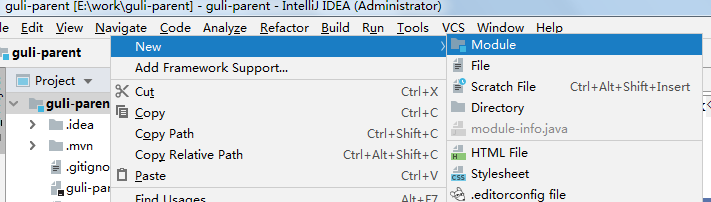 guli-parent [E:\work\guli-parent] - guli-parent - IntelliJ IDEA (Administrator)
File Edit View Navigate Code Analyze Refactor Build Run Tools VCS Window Help
guli-parent
Project
guli-paren
.idea
.mvn
.gitignо
guli-par
New
Add Framework Support...
Cut Ctrl+X
Copy Ctrl+C
Copy Path Ctrl+Shift+C
Copy Relative Path Ctrl+Alt+Shift+C
Paste Ctrl+V
Find Usages Alt+F7
Module
File
Scratch File Ctrl+Alt+Shift+Insert
Directory
module-info.java
HTML File
Stylesheet
.editorconfig file